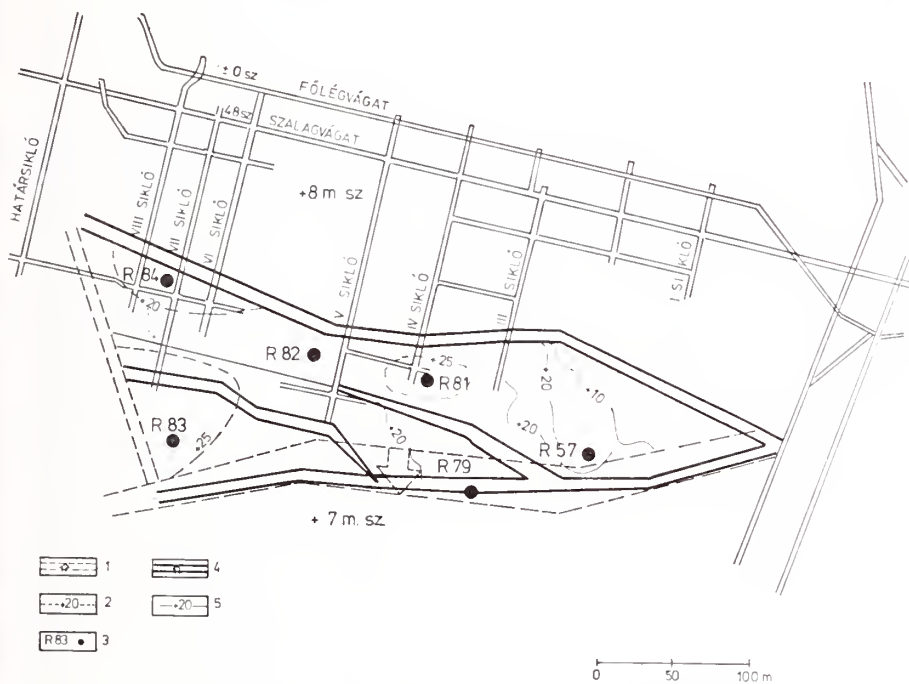 ± 0 sz
FŐLÉGVÁGAT
48 sz
SZALAGVÁGAT
HATÁRSIKLÓ
+8 m sz
VIII SIKLÓ
VII SIKLÓ
VI SIKLÓ
V SIKLÓ
IV SIKLÓ
III SIKLÓ
I SIKLÓ
R 84
+20
R 82
+25
R 81
+20
+10
+20
R 83
+25
+20
R 79
R 57
+ 7 m. sz
1
4
+20
2
+20
5
R 83
3
0 50 100 m